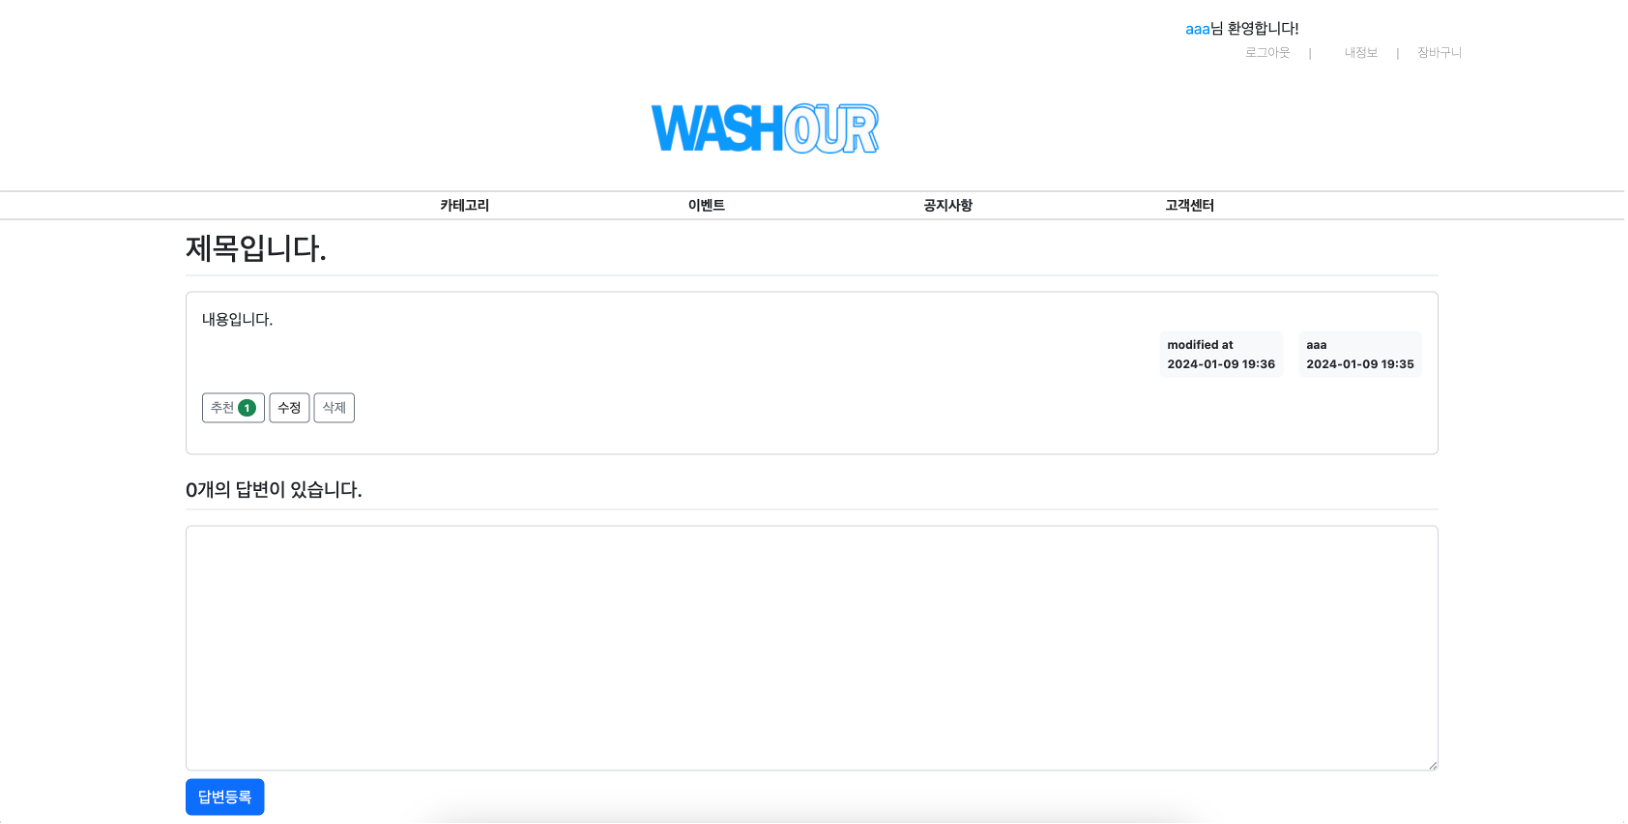 aaa님 환영합니다!
로그아웃 | 내정보 | 장바구니
WASHOUR
카테고리 이벤트 공지사항 고객센터
제목입니다.
내용입니다.
modified at
2024-01-09 19:36
aaa
2024-01-09 19:35
추천 1 수정 삭제
0개의 답변이 있습니다.
답변등록